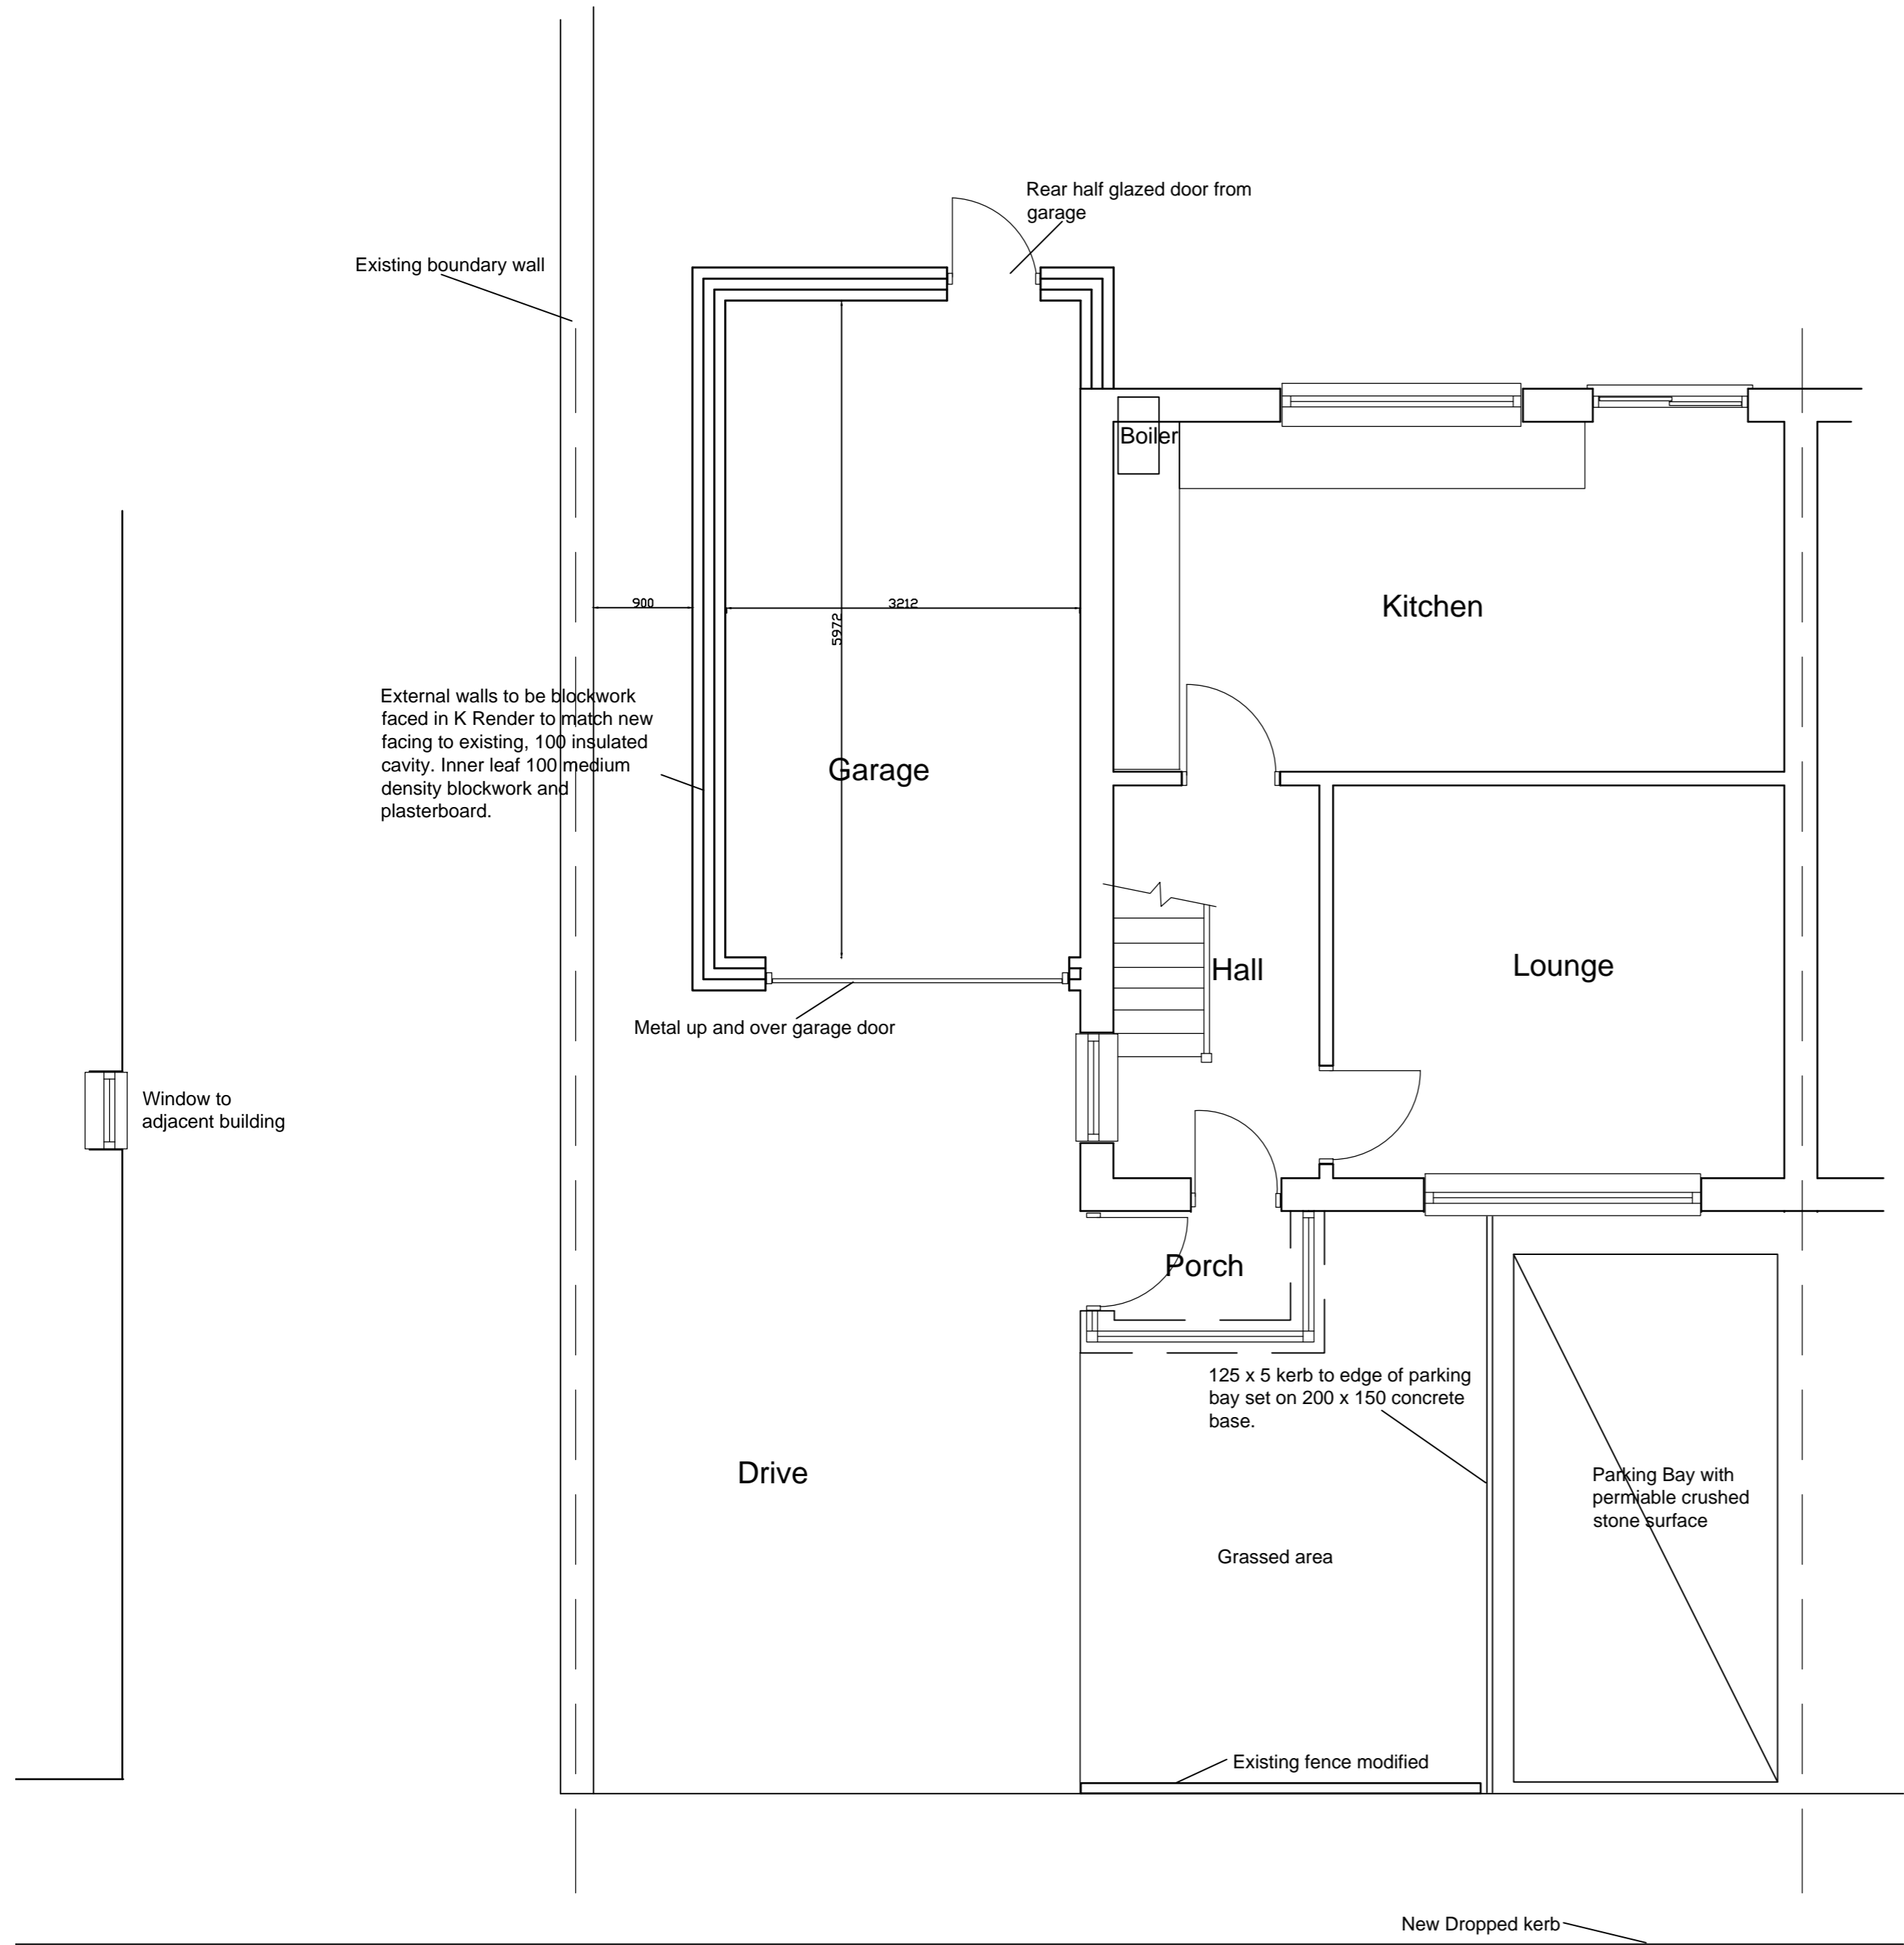 Rear half glazed door from
garage
Existing boundary wall
Boiler
900
3212
5972
Kitchen
External walls to be blockwork
faced in K Render to match new
facing to existing, 100 insulated
cavity. Inner leaf 100 medium
density blockwork and
plasterboard.
Garage
Hall
Lounge
Metal up and over garage door
Window to
adjacent building
Porch
125 x 5 kerb to edge of parking
bay set on 200 x 150 concrete
base.
Drive
Parking Bay with
permiable crushed
stone surface
Grassed area
Existing fence modified
New Dropped kerb